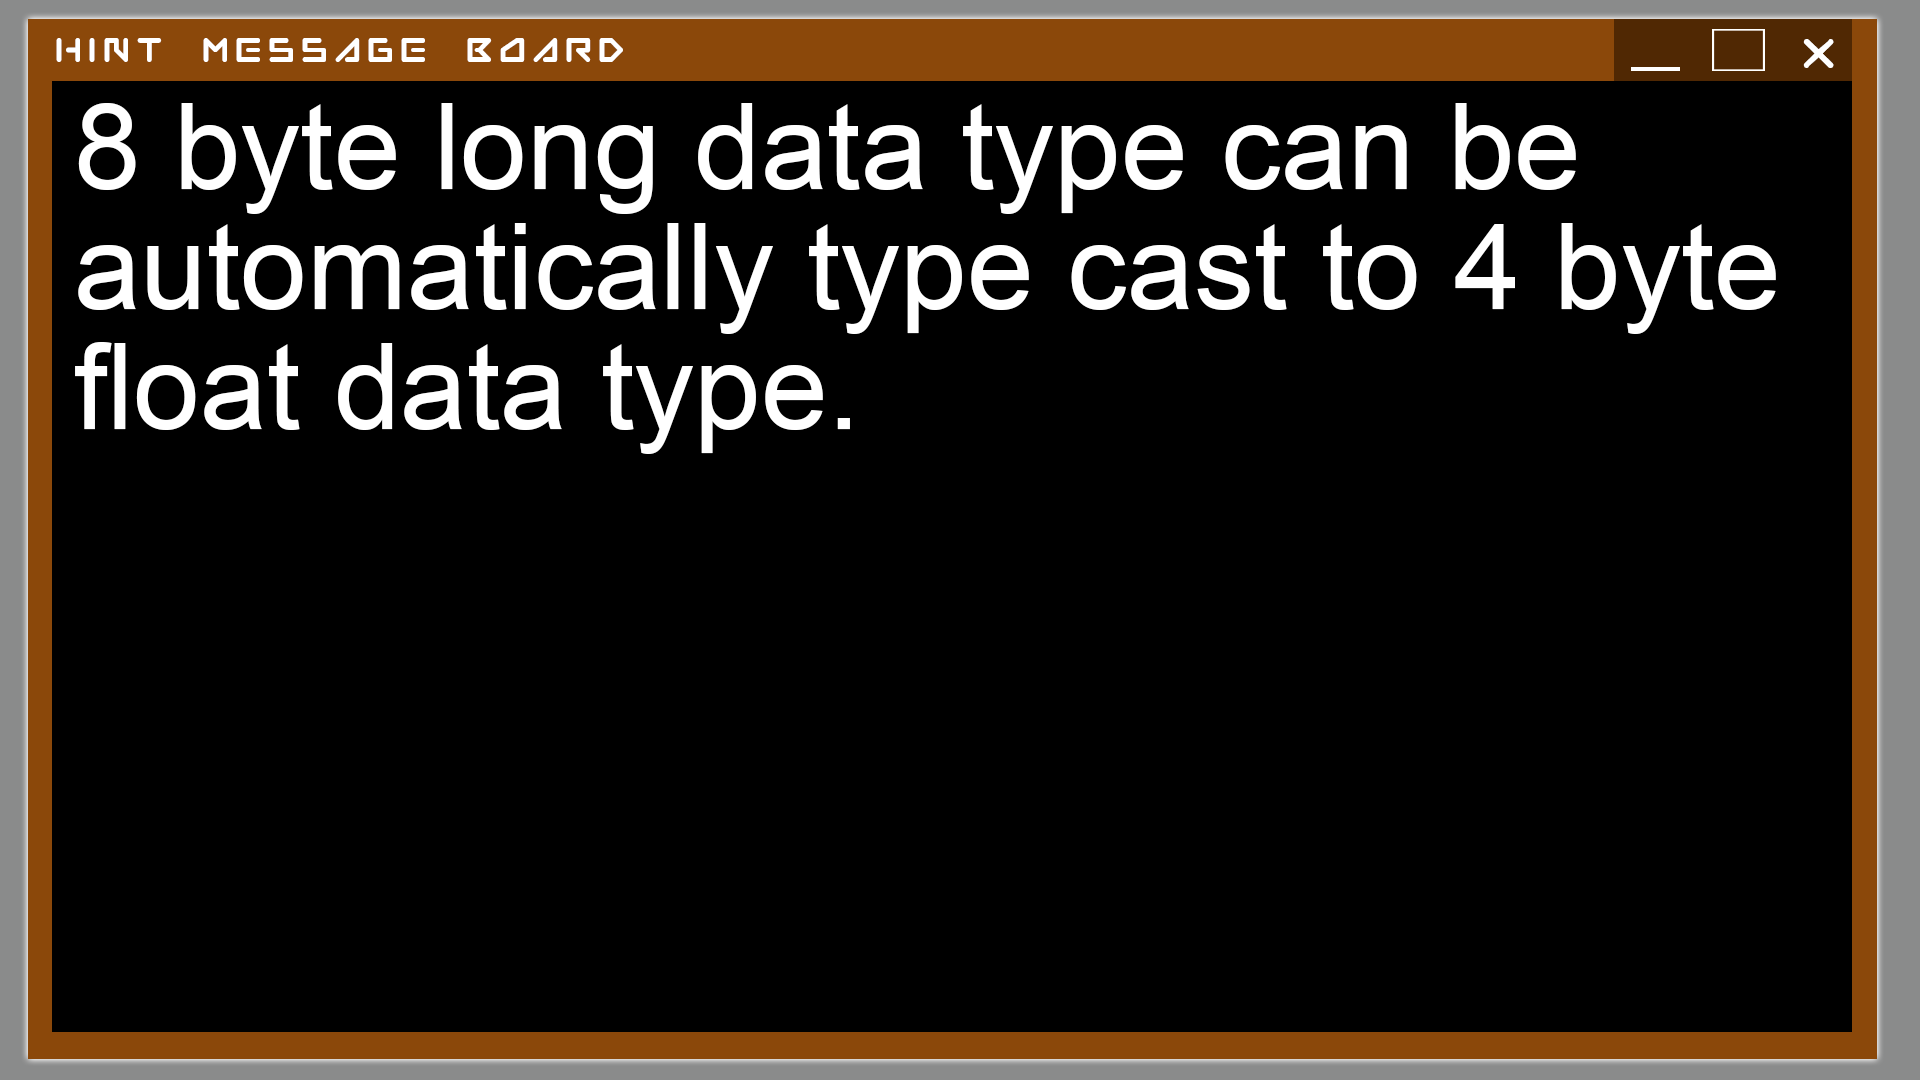 HINT MESSAGE BOARD
8 byte long data type can be
automatically type cast to 4 byte
float data type.